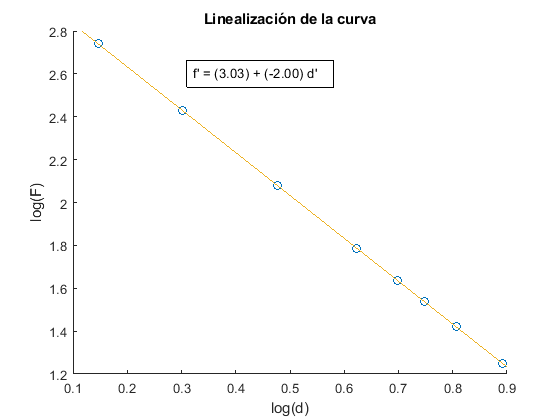 Linealización de la curva
f' = (3.03) + (-2.00) d'
log(F)
2.8
2.6
2.4
2.2
2
1.8
1.6
1.4
1.2
0.1 0.2 0.3 0.4 0.5 0.6 0.7 0.8 0.9
log(d)